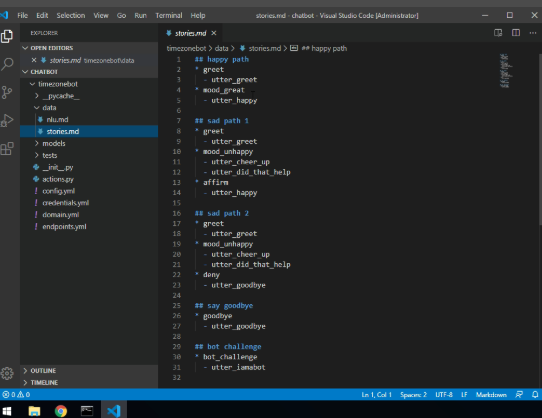 File Edit Selection View Go Run Terminal Help
stories.md - chatbot - Visual Studio Code [Administrator]
EXPLORER
OPEN EDITORS
stories.md timezonebot\data
CHATBOT
timezonebot
__pycache__
data
nlu.md
stories.md
models
tests
__init__.py
actions.py
config.yml
credentials.yml
domain.yml
endpoints.yml
OUTLINE
TIMELINE
stories.md
timezonebot > data > stories.md > ## happy path
1 ## happy path
2 * greet
3 - utter_greet
4 * mood_great
5 - utter_happy
6
7 ## sad path 1
8 * greet
9 - utter_greet
10 * mood_unhappy
11 - utter_cheer_up
12 - utter_did_that_help
13 * affirm
14 - utter_happy
15
16 ## sad path 2
17 * greet
18 - utter_greet
19 * mood_unhappy
20 - utter_cheer_up
21 - utter_did_that_help
22 * deny
23 - utter_goodbye
24
25 ## say goodbye
26 * goodbye
27 - utter_goodbye
28
29 ## bot challenge
30 * bot_challenge
31 - utter_iamabot
32
0 0
Ln 1, Col 1 Spaces: 2 UTF-8 LF Markdown